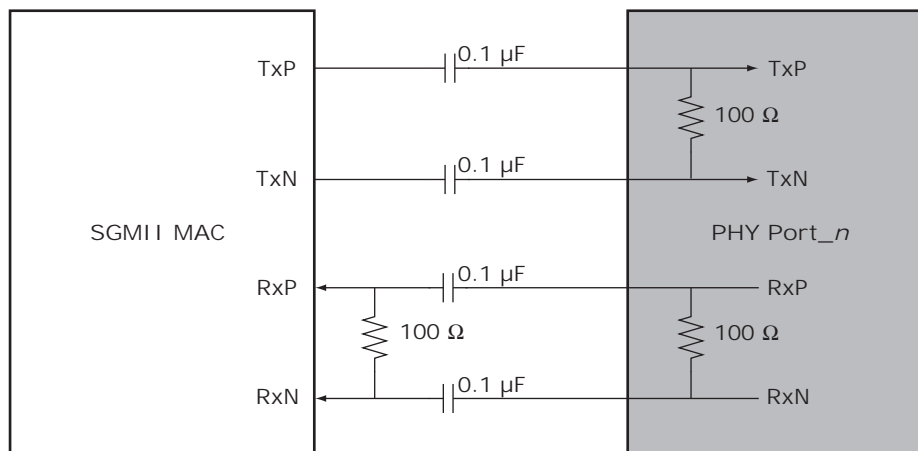 0.1 µF
TxP
TxP
100 Ω
0.1 µF
TxN
TxN
SGMII MAC
PHY Port_n
0.1 µF
RxP
RxP
100 Ω
100 Ω
0.1 µF
RxN
RxN